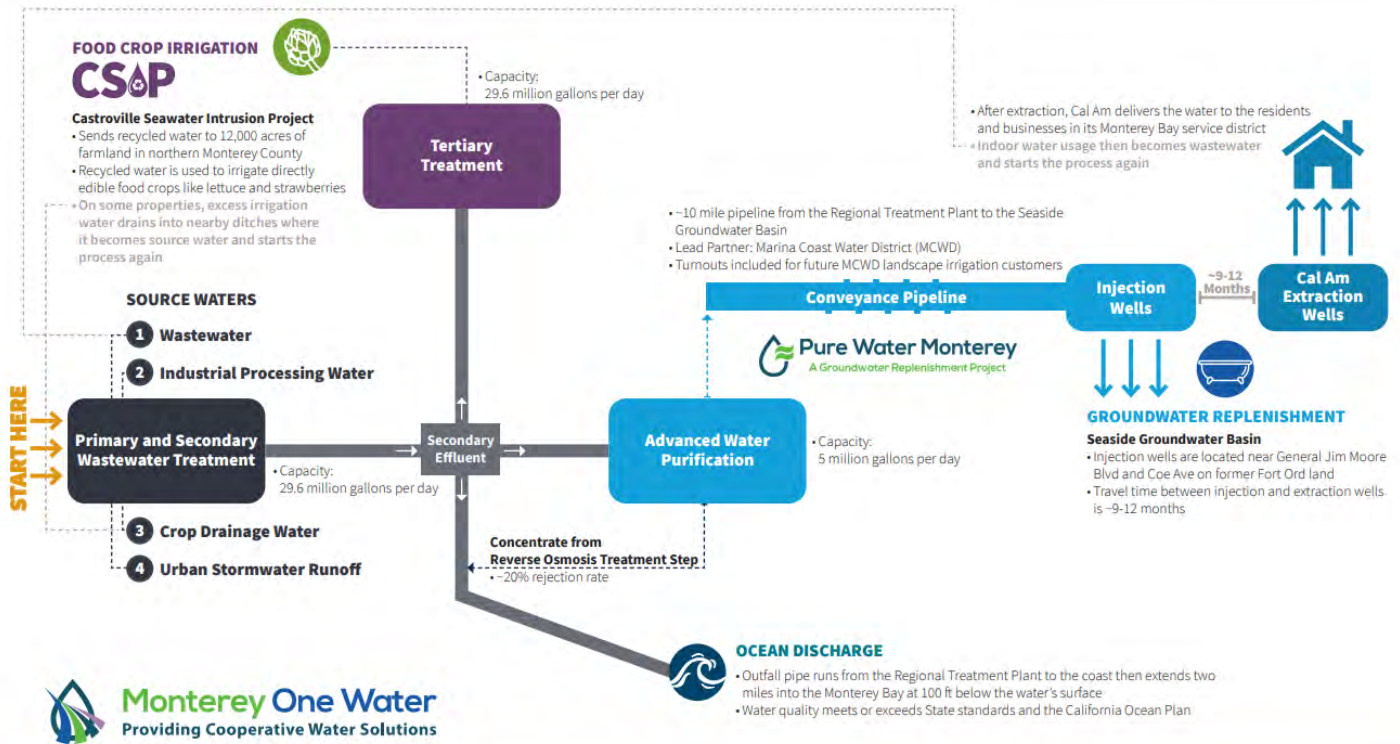 FOOD CROP IRRIGATION
CSIP
Castroville Seawater Intrusion Project
• Sends recycled water to 12,000 acres of
farmland in northern Monterey County
• Recycled water is used to irrigate directly
edible food crops like lettuce and strawberries
• On some properties, excess irrigation
water drains into nearby ditches where
it becomes source water and starts the
process again
• Capacity:
29.6 million gallons per day
Tertiary
Treatment
• After extraction, Cal Am delivers the water to the residents
and businesses in its Monterey Bay service district
• Indoor water usage then becomes wastewater
and starts the process again
• ~10 mile pipeline from the Regional Treatment Plant to the Seaside
Groundwater Basin
• Lead Partner: Marina Coast Water District (MCWD)
• Turnouts included for future MCWD landscape irrigation customers
Conveyance Pipeline
Injection
Wells
~9-12
Months
Cal Am
Extraction
Wells
Pure Water Monterey
A Groundwater Replenishment Project
GROUNDWATER REPLENISHMENT
Seaside Groundwater Basin
• Injection wells are located near General Jim Moore
Blvd and Coe Ave on former Fort Ord land
• Travel time between injection and extraction wells
is ~9-12 months
SOURCE WATERS
1 Wastewater
2 Industrial Processing Water
START HERE
Primary and Secondary
Wastewater Treatment
• Capacity:
29.6 million gallons per day
3 Crop Drainage Water
4 Urban Stormwater Runoff
Secondary
Effluent
Advanced Water
Purification
• Capacity:
5 million gallons per day
Concentrate from
Reverse Osmosis Treatment Step
• ~20% rejection rate
OCEAN DISCHARGE
• Outfall pipe runs from the Regional Treatment Plant to the coast then extends two
miles into the Monterey Bay at 100 ft below the water's surface
• Water quality meets or exceeds State standards and the California Ocean Plan
Monterey One Water
Providing Cooperative Water Solutions